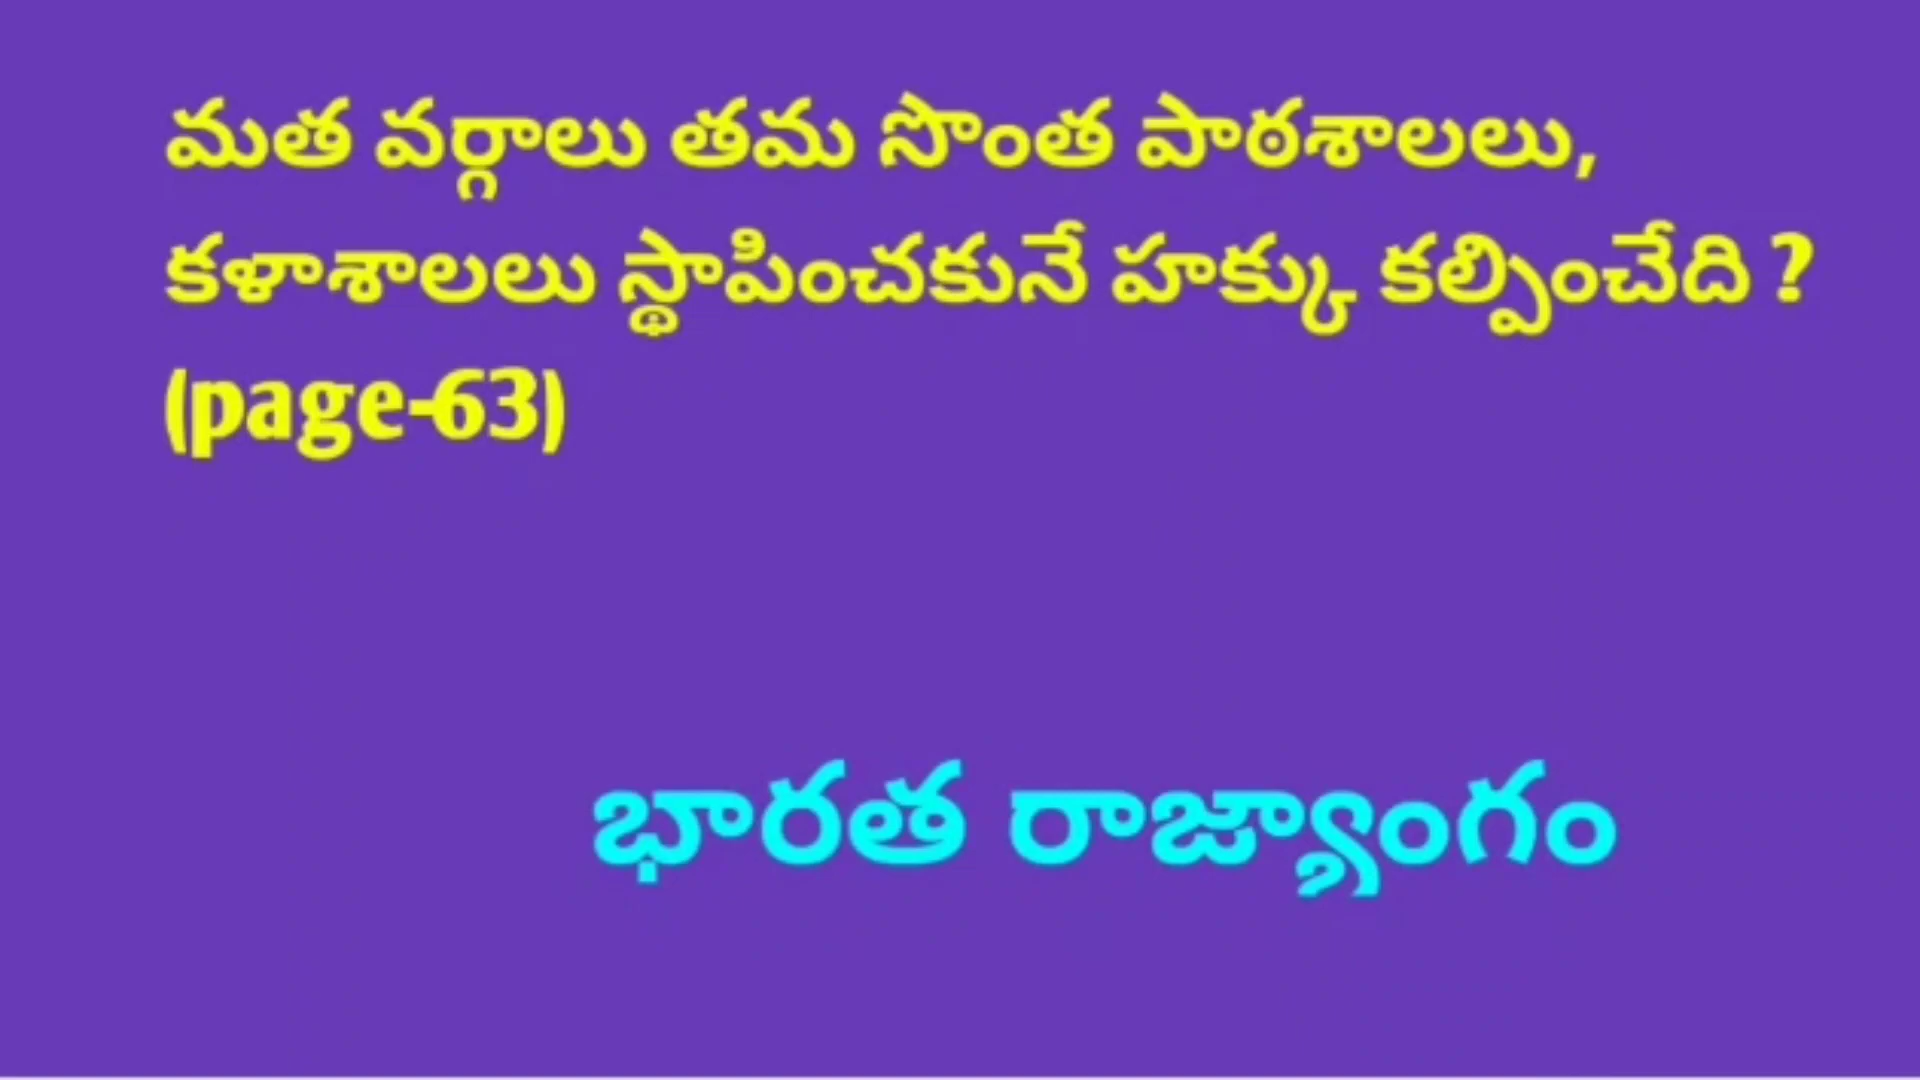 మత వర్గాలు తమ సొంత పాఠశాలలు,
కళాశాలలు స్థాపించకునే హక్కు కల్పించేది ?
(page-63)
భారత రాజ్యాంగం